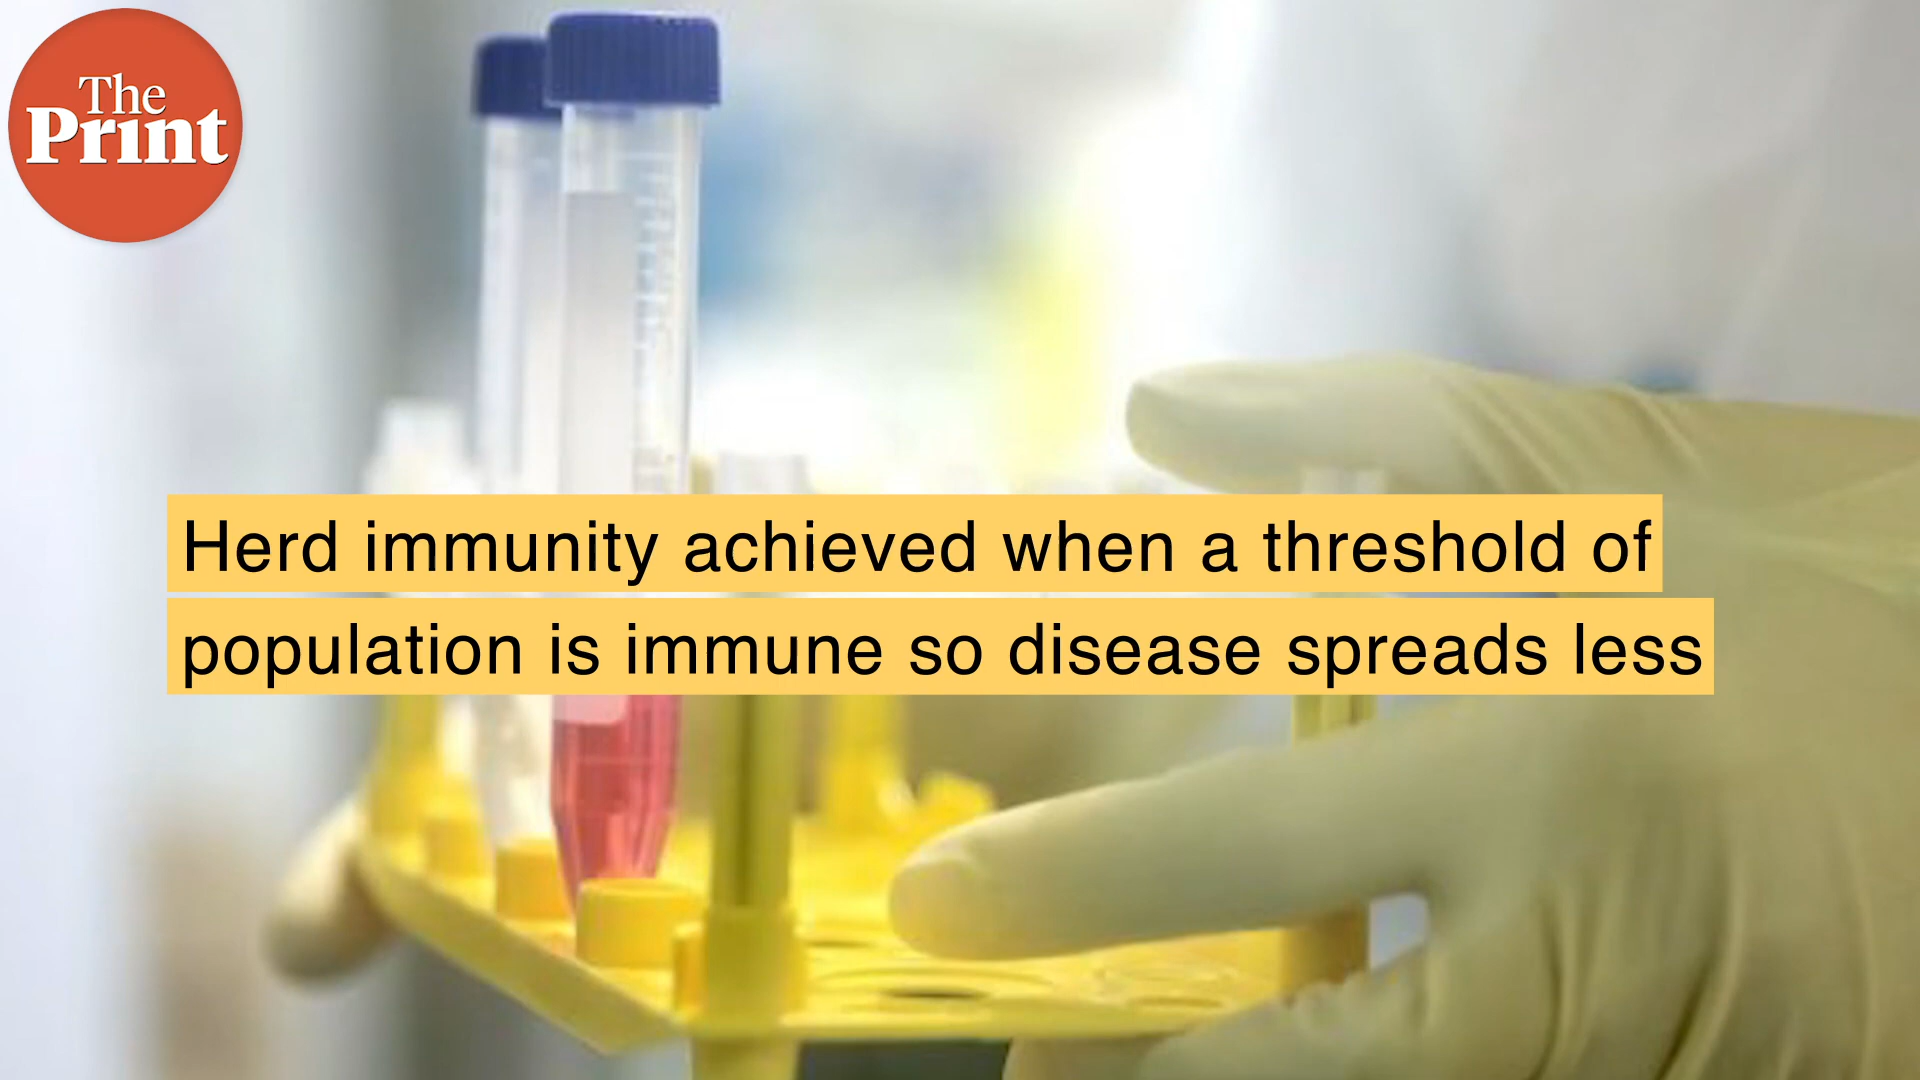 The
Print
Herd immunity achieved when a threshold of
population is immune so disease spreads less